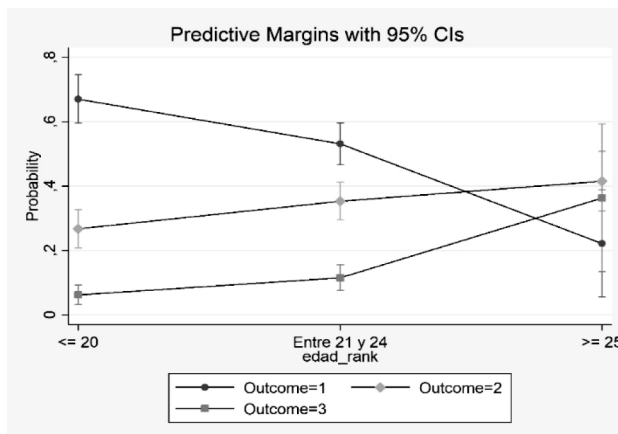 Predictive Margins with 95% CIs
Probability
,8
,6
,4
,2
0
<= 20
Entre 21 y 24
>= 25
edad_rank
Outcome=1
Outcome=2
Outcome=3